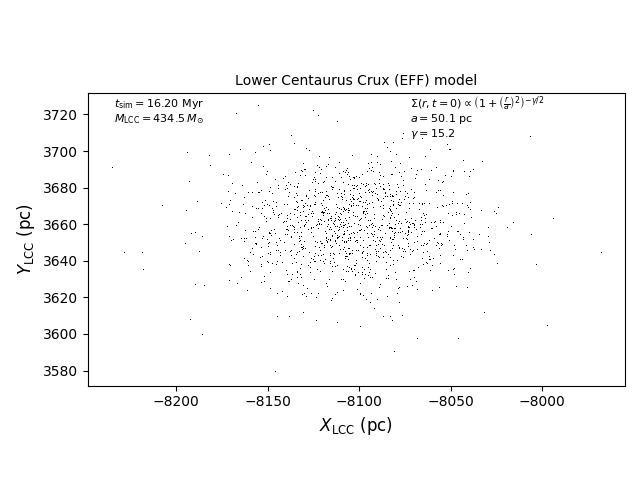 Lower Centaurus Crux (EFF) model
t_sim = 16.20 Myr
M_LCC = 434.5 M_⊙
Σ(r, t = 0) ∝ (1 + (r/a)^2)^−γ/2
a = 50.1 pc
γ = 15.2
3720
3700
3680
3660
3640
3620
3600
3580
Y_LCC (pc)
−8200 −8150 −8100 −8050 −8000
X_LCC (pc)